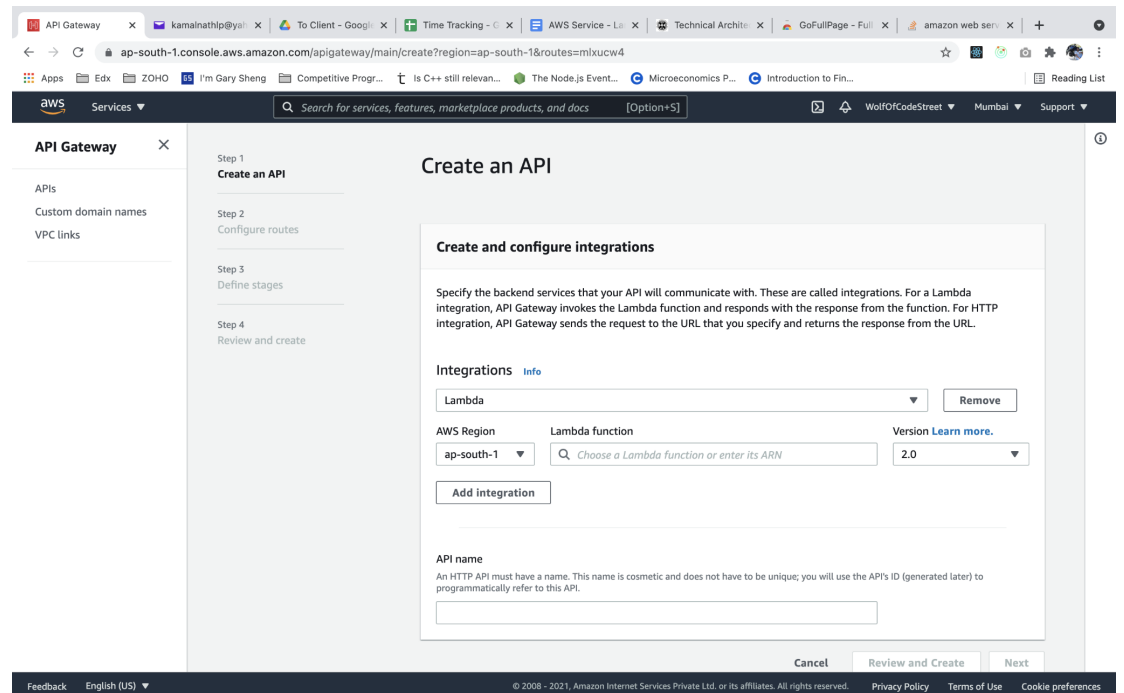 API Gateway
kamalnathlp@yah
To Client - Google
Time Tracking - G
AWS Service - La
Technical Archite
GoFullPage - Full
amazon web serv
ap-south-1.console.aws.amazon.com/apigateway/main/create?region=ap-south-1&routes=mlxucw4
Apps Edx ZOHO I'm Gary Sheng Competitive Progr... Is C++ still relevan... The Node.js Event... Microeconomics P... Introduction to Fin... Reading List
aws Services Search for services, features, marketplace products, and docs [Option+S] WolfOfCodeStreet Mumbai Support
API Gateway
APIs
Custom domain names
VPC links
Step 1
Create an API
Step 2
Configure routes
Step 3
Define stages
Step 4
Review and create
Create an API
Create and configure integrations
Specify the backend services that your API will communicate with. These are called integrations. For a Lambda
integration, API Gateway invokes the Lambda function and responds with the response from the function. For HTTP
integration, API Gateway sends the request to the URL that you specify and returns the response from the URL.
Integrations Info
Lambda Remove
AWS Region Lambda function Version Learn more.
ap-south-1 Choose a Lambda function or enter its ARN 2.0
Add integration
API name
An HTTP API must have a name. This name is cosmetic and does not have to be unique; you will use the API's ID (generated later) to
programmatically refer to this API.
Cancel Review and Create Next
Feedback English (US) © 2008 - 2021, Amazon Internet Services Private Ltd. or its affiliates. All rights reserved. Privacy Policy Terms of Use Cookie preferences